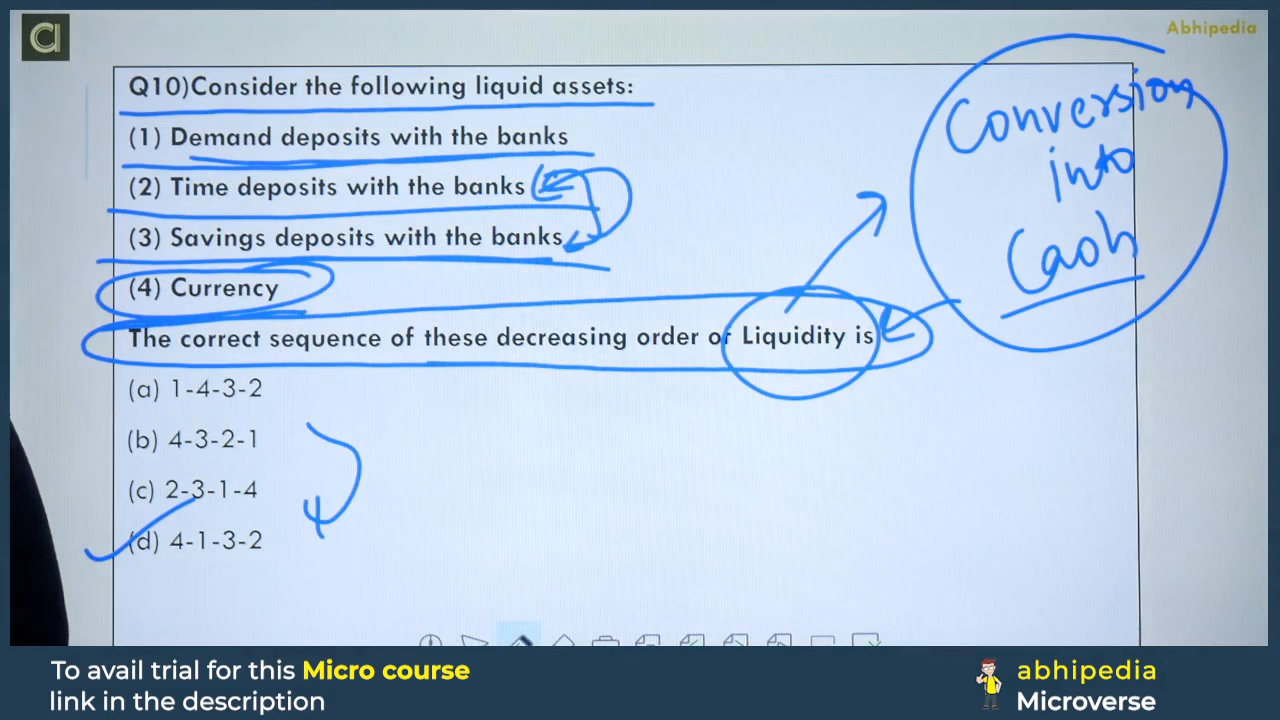 Abhipedia
Q10)Consider the following liquid assets:
(1) Demand deposits with the banks
(2) Time deposits with the banks
(3) Savings deposits with the banks
(4) Currency
The correct sequence of these decreasing order of Liquidity is
(a) 1-4-3-2
(b) 4-3-2-1
(c) 2-3-1-4
(d) 4-1-3-2
Conversion
into
Cash
To avail trial for this Micro course
link in the description
abhipedia
Microverse